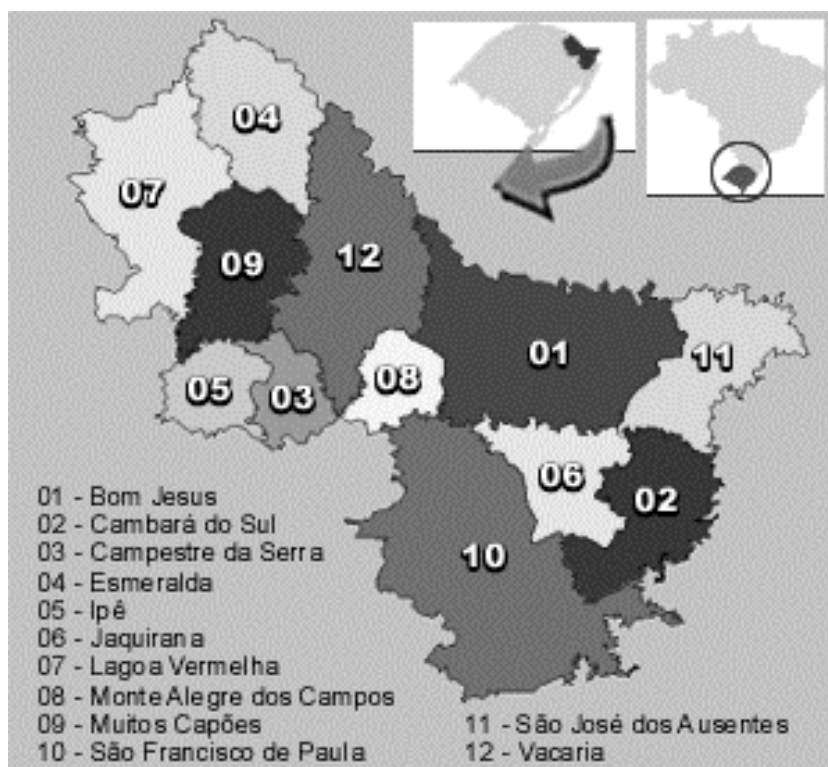 04
07
09
12
01
11
05
03
08
06
02
10
01 - Bom Jesus
02 - Cambará do Sul
03 - Campestre da Serra
04 - Esmeralda
05 - Ipê
06 - Jaquirana
07 - Lagoa Vermelha
08 - Monte Alegre dos Campos
09 - Muitos Capões
10 - São Francisco de Paula
11 - São José dos Ausentes
12 - Vacaria